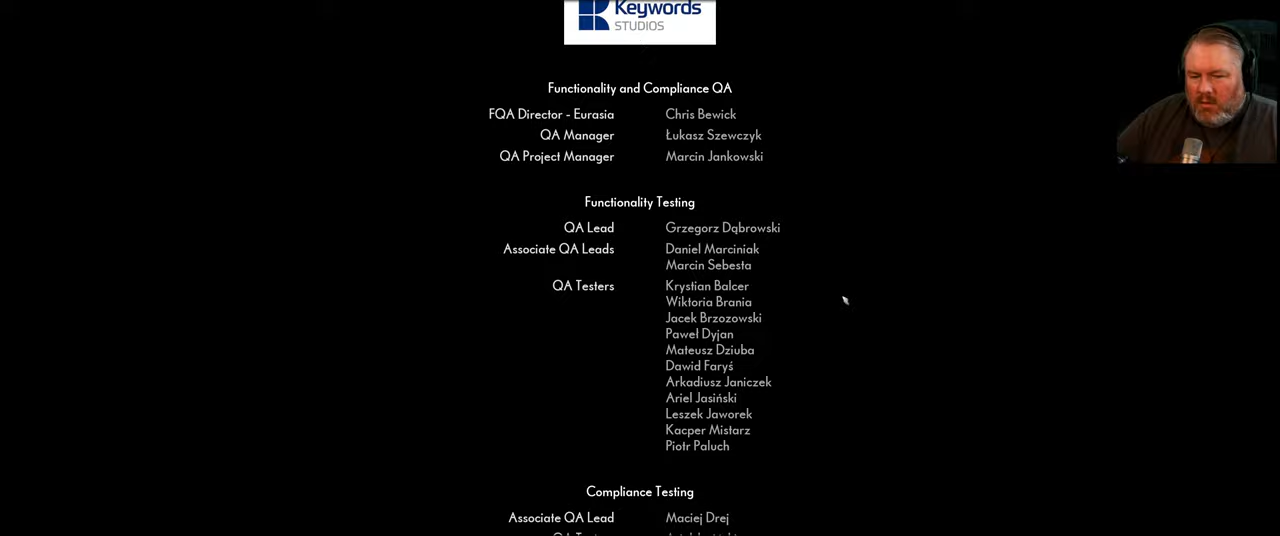 Keywords
STUDIOS
Functionality and Compliance QA
FQA Director - Eurasia Chris Bewick
QA Manager Łukasz Szewczyk
QA Project Manager Marcin Jankowski
Functionality Testing
QA Lead Grzegorz Dąbrowski
Associate QA Leads Daniel Marciniak
Marcin Sebesta
QA Testers Krystian Balcer
Wiktoria Brania
Jacek Brzozowski
Paweł Dyjan
Mateusz Dziuba
Dawid Faryś
Arkadiusz Janiczek
Ariel Jasiński
Leszek Jaworek
Kacper Mistarz
Piotr Paluch
Compliance Testing
Associate QA Lead Maciej Drej